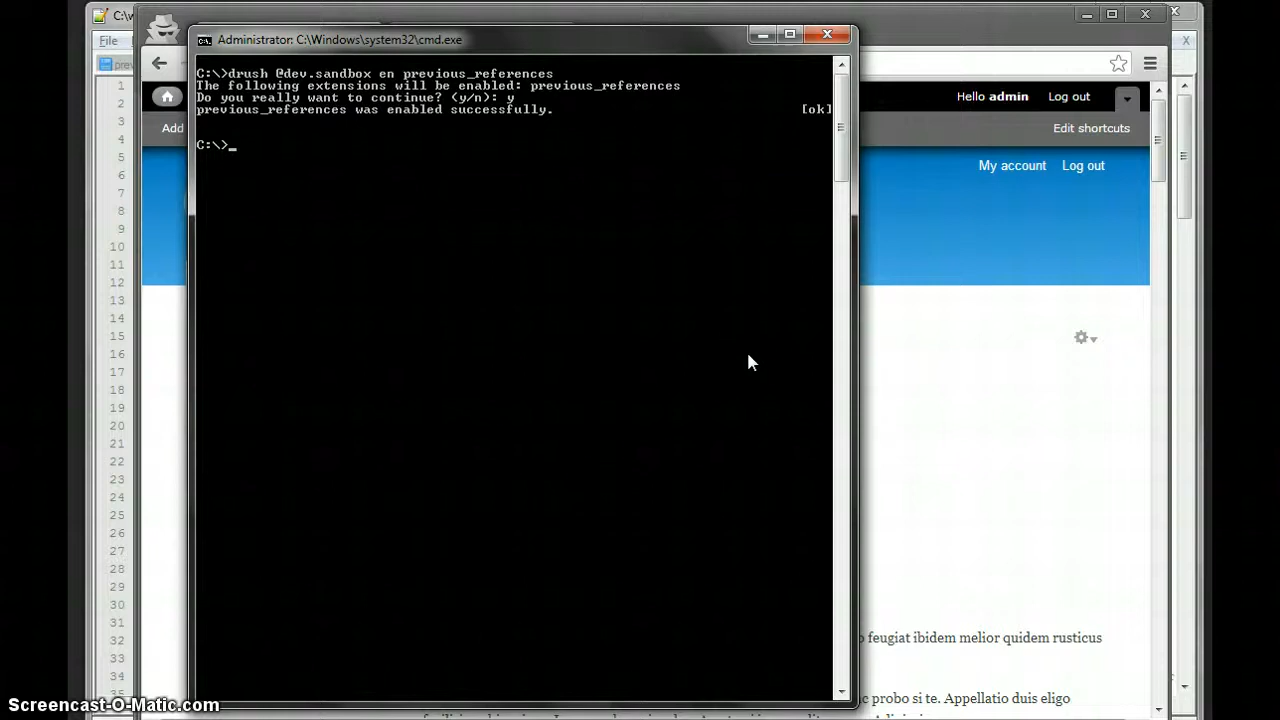 C:\w
File
prev
1
2
3
4
5
6
7
8
9
10
11
12
13
14
15
16
17
18
19
20
21
22
23
24
25
26
27
28
29
30
31
32
33
34
35
Administrator: C:\Windows\system32\cmd.exe
C:\>drush @dev.sandbox en previous_references
The following extensions will be enabled: previous_references
Do you really want to continue? (y/n): y
previous_references was enabled successfully. [ok]
C:\>_
Hello admin Log out
Add
Edit shortcuts
My account Log out
o feugiat ibidem melior quidem rusticus
c probo si te. Appellatio duis eligo
Screencast-O-Matic.com